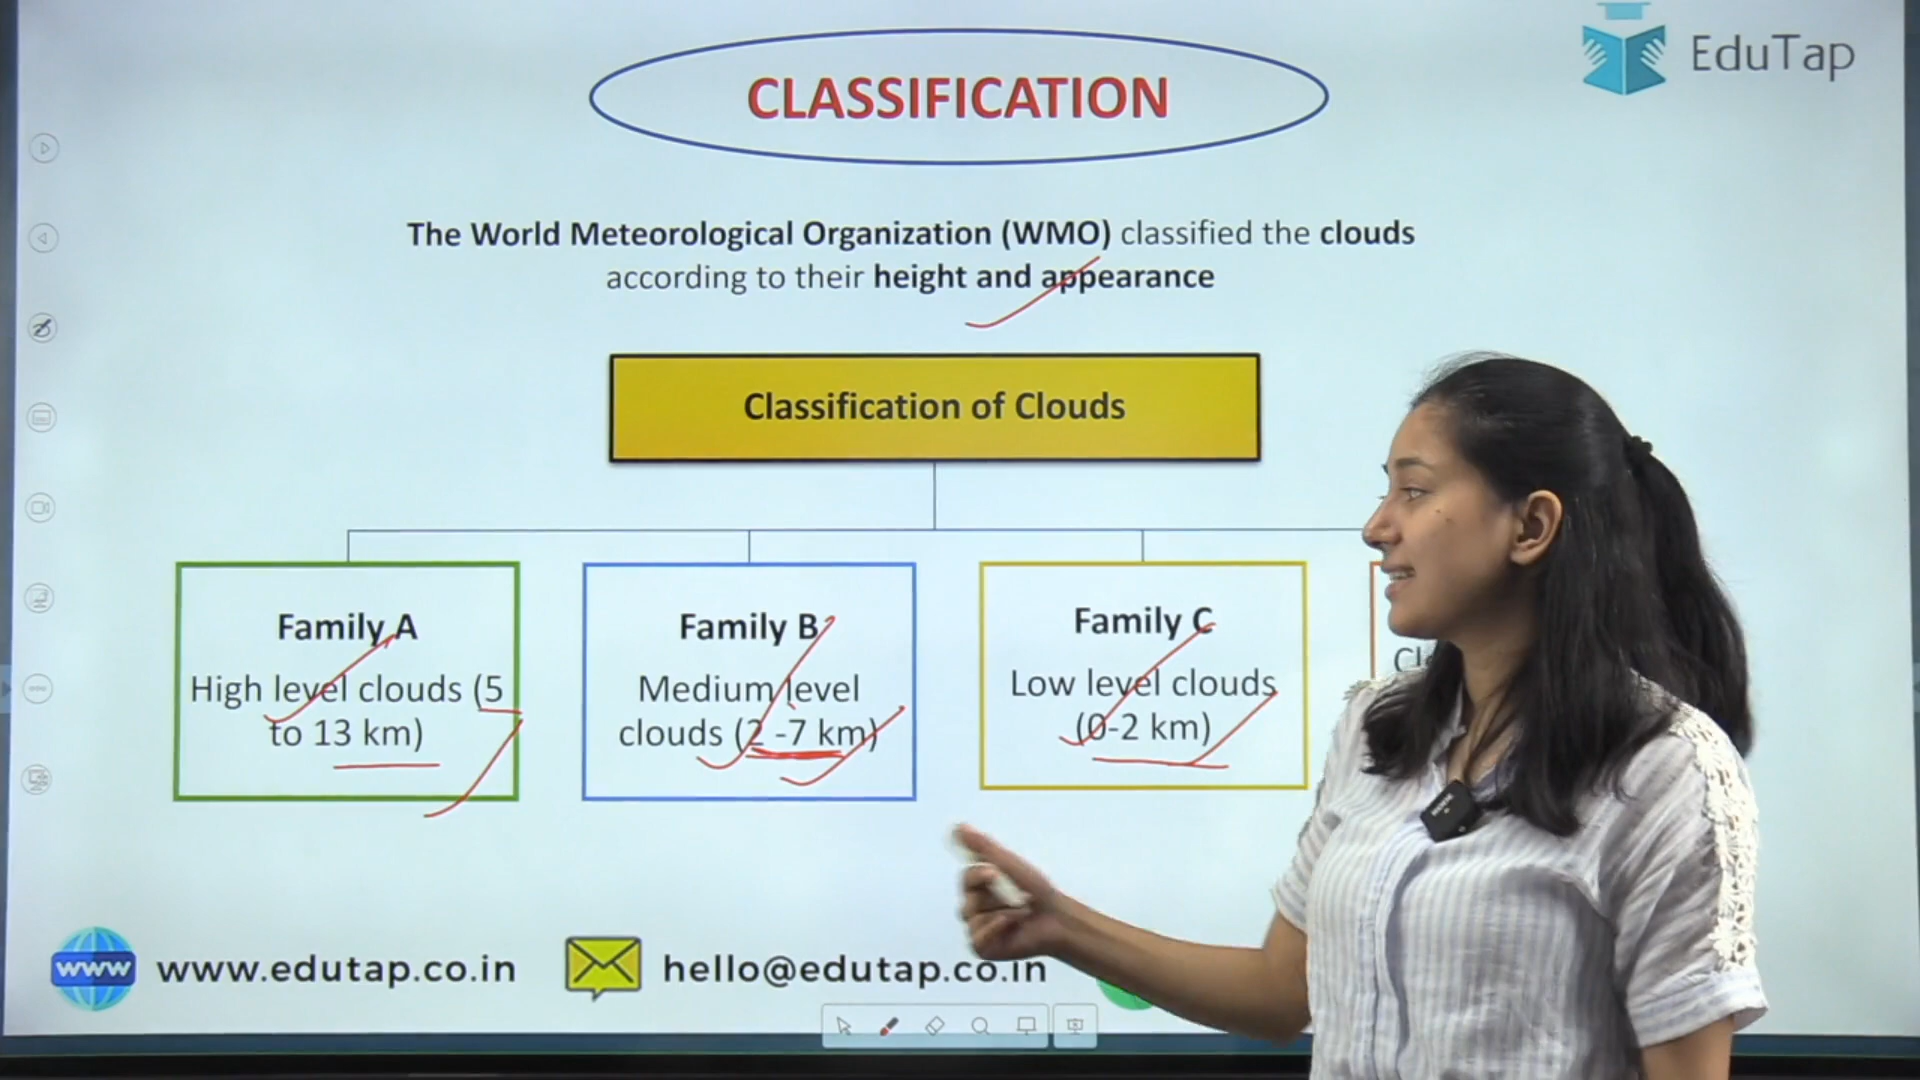 EduTap
CLASSIFICATION
The World Meteorological Organization (WMO) classified the clouds
according to their height and appearance
Classification of Clouds
Family A
High level clouds (5
to 13 km)
Family B
Medium level
clouds (2 -7 km)
Family C
Low level clouds
(0-2 km)
www
www.edutap.co.in
hello@edutap.co.in